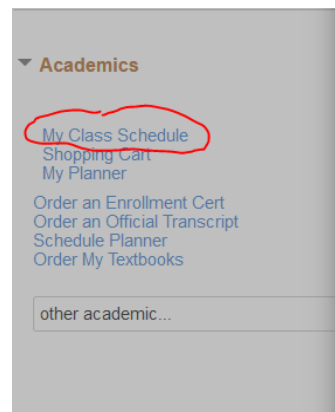 Academics
My Class Schedule
Shopping Cart
My Planner
Order an Enrollment Cert
Order an Official Transcript
Schedule Planner
Order My Textbooks
other academic...